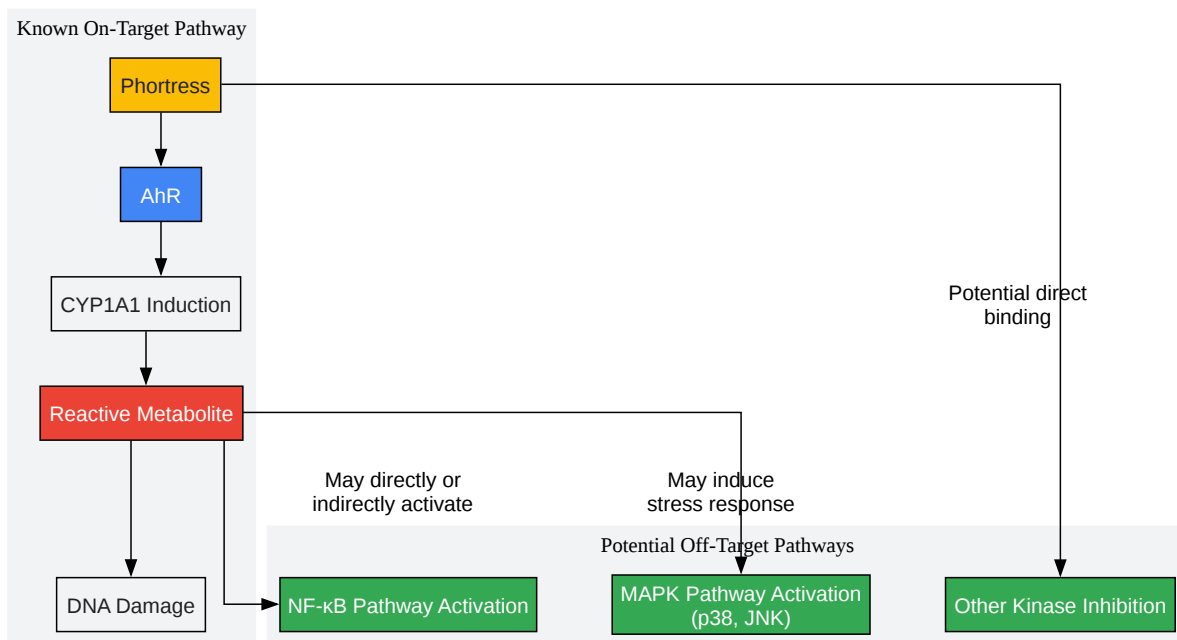 Known On-Target Pathway
Phortress
AhR
CYP1A1 Induction
Potential direct
binding
Reactive Metabolite
May directly or
indirectly activate
May induce
stress response
Potential Off-Target Pathways
DNA Damage
NF-κB Pathway Activation
MAPK Pathway Activation
(p38, JNK)
Other Kinase Inhibition